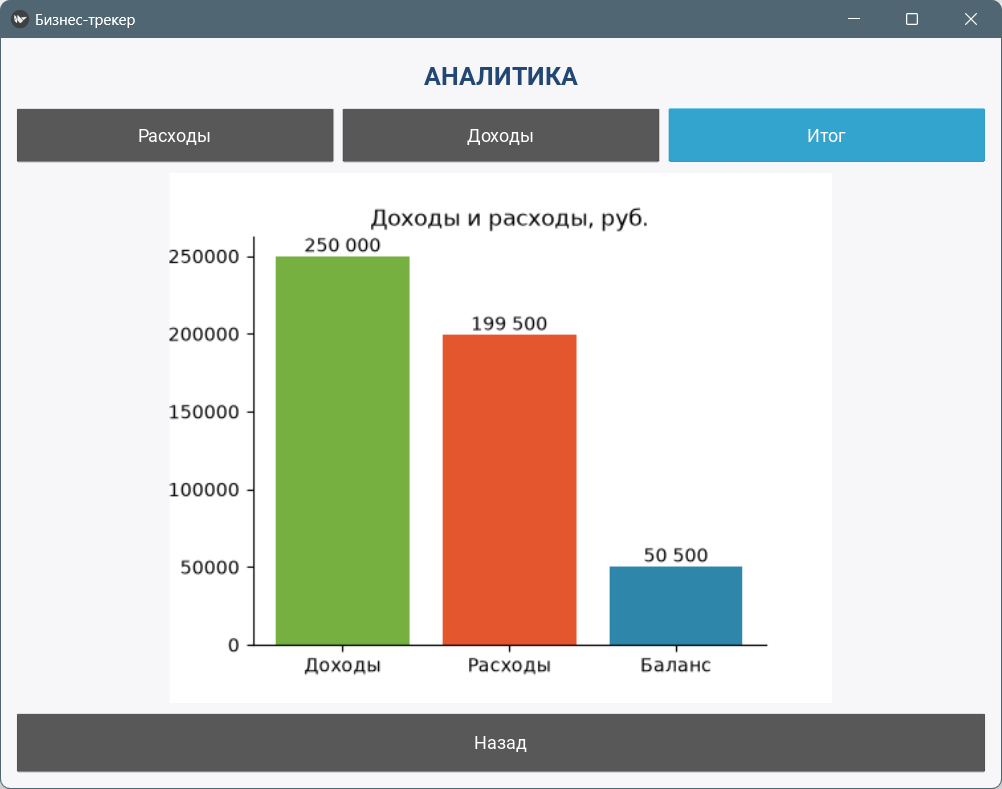 Бизнес-трекер
АНАЛИТИКА
Расходы
Доходы
Итог
Доходы и расходы, руб.
250 000
250000
199 500
200000
150000
100000
50 500
50000
0
Доходы
Расходы
Баланс
Назад